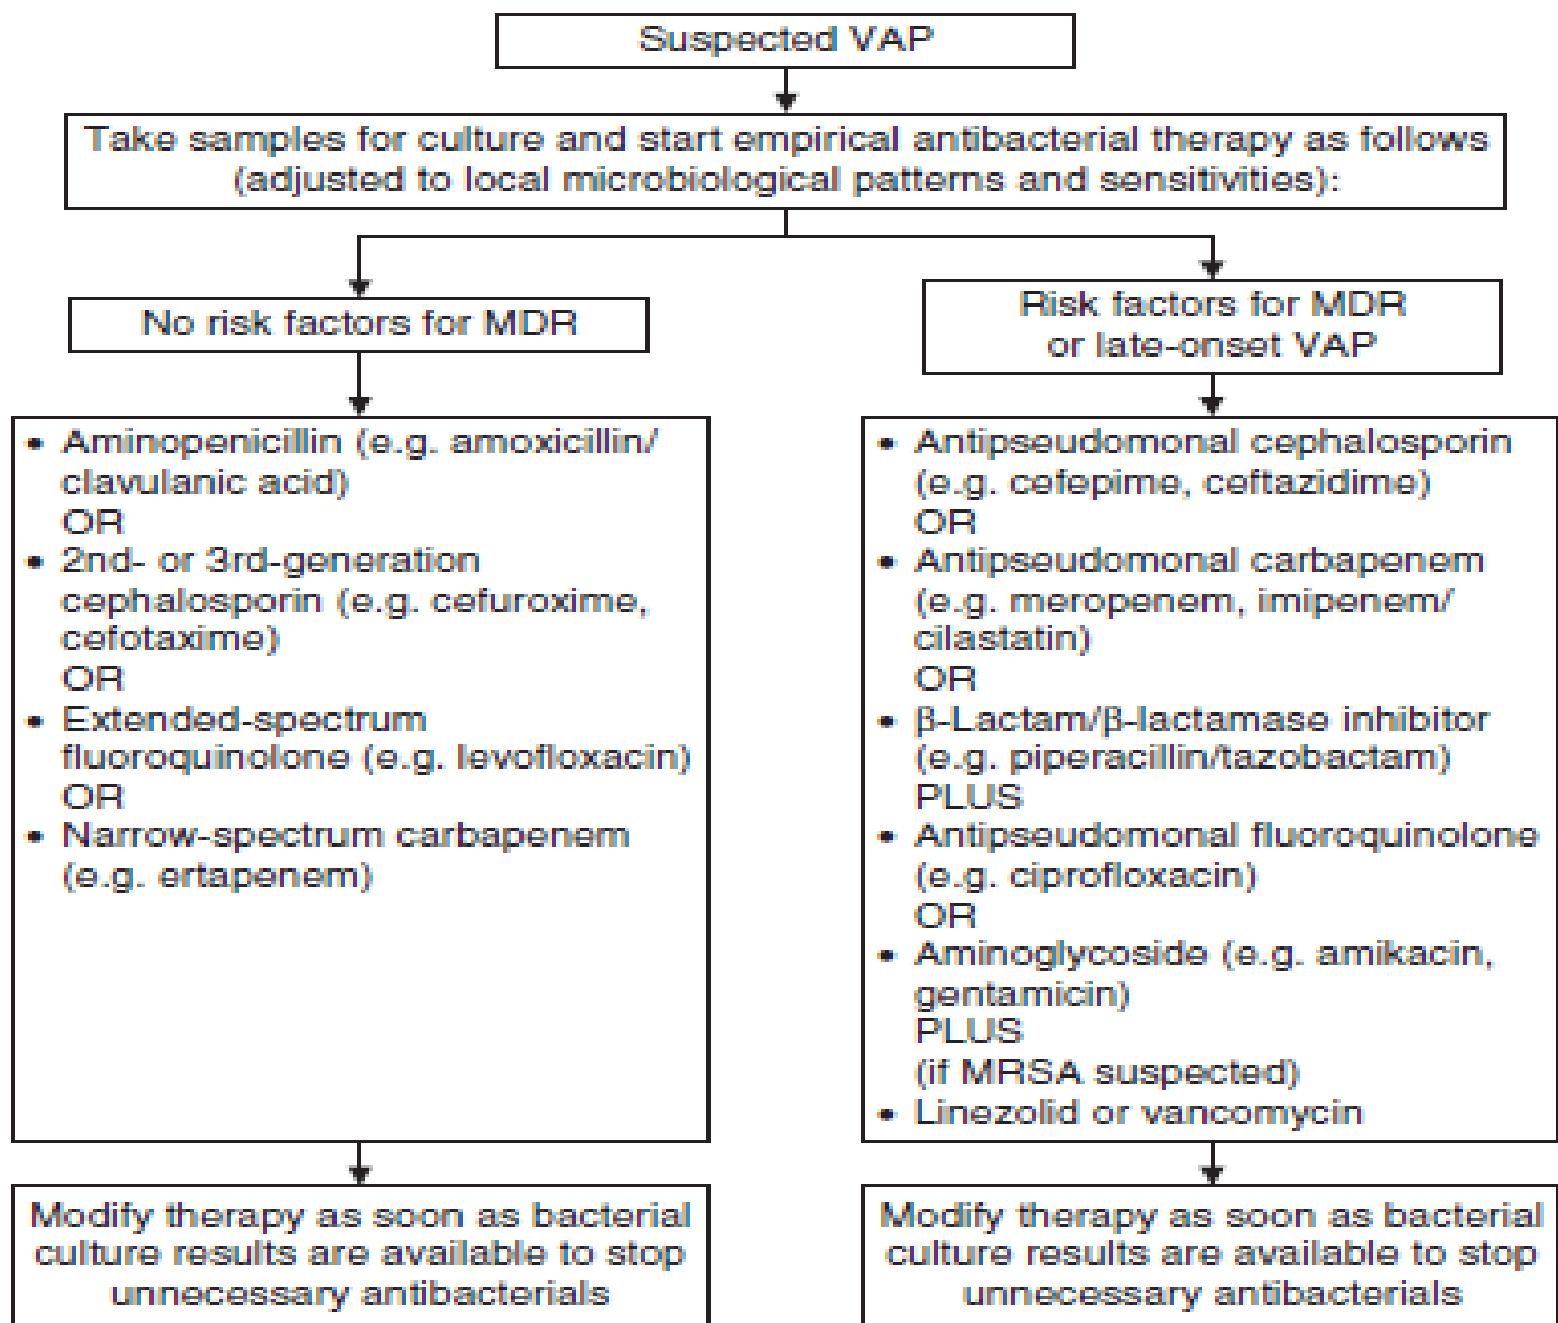 Suspected VAP
Take samples for culture and start empirical antibacterial therapy as follows
(adjusted to local microbiological patterns and sensitivities):
No risk factors for MDR
Risk factors for MDR
or late-onset VAP
• Aminopenicillin (e.g. amoxicillin/
clavulanic acid)
OR
• 2nd- or 3rd-generation
cephalosporin (e.g. cefuroxime,
cefotaxime)
OR
• Extended-spectrum
fluoroquinolone (e.g. levofloxacin)
OR
• Narrow-spectrum carbapenem
(e.g. ertapenem)
• Antipseudomonal cephalosporin
(e.g. cefepime, ceftazidime)
OR
• Antipseudomonal carbapenem
(e.g. meropenem, imipenem/
cilastatin)
OR
• β-Lactam/β-lactamase inhibitor
(e.g. piperacillin/tazobactam)
PLUS
• Antipseudomonal fluoroquinolone
(e.g. ciprofloxacin)
OR
• Aminoglycoside (e.g. amikacin,
gentamicin)
PLUS
(if MRSA suspected)
• Linezolid or vancomycin
Modify therapy as soon as bacterial
culture results are available to stop
unnecessary antibacterials
Modify therapy as soon as bacterial
culture results are available to stop
unnecessary antibacterials